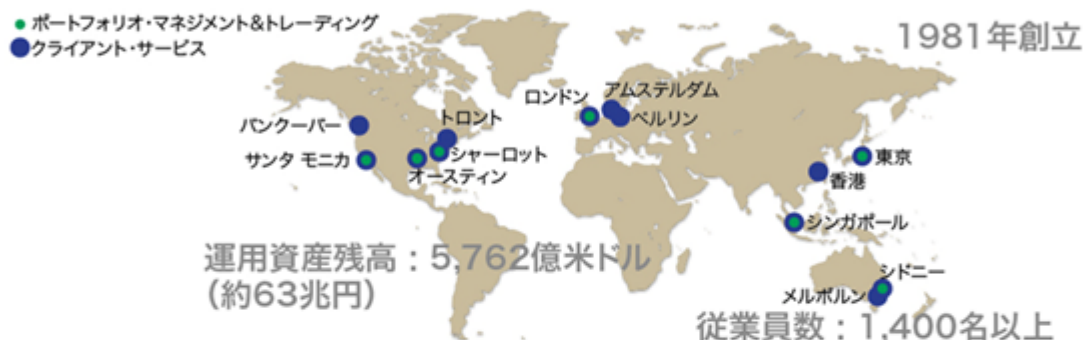 ポートフォリオ・マネジメント&トレーディング
クライアント・サービス
1981年創立
ロンドン
アムステルダム
ベルリン
バンクーバー
トロント
サンタ モニカ
シャーロット
オースティン
東京
香港
シンガポール
運用資産残高：5,762億米ドル
（約63兆円）
シドニー
メルボルン
従業員数：1,400名以上